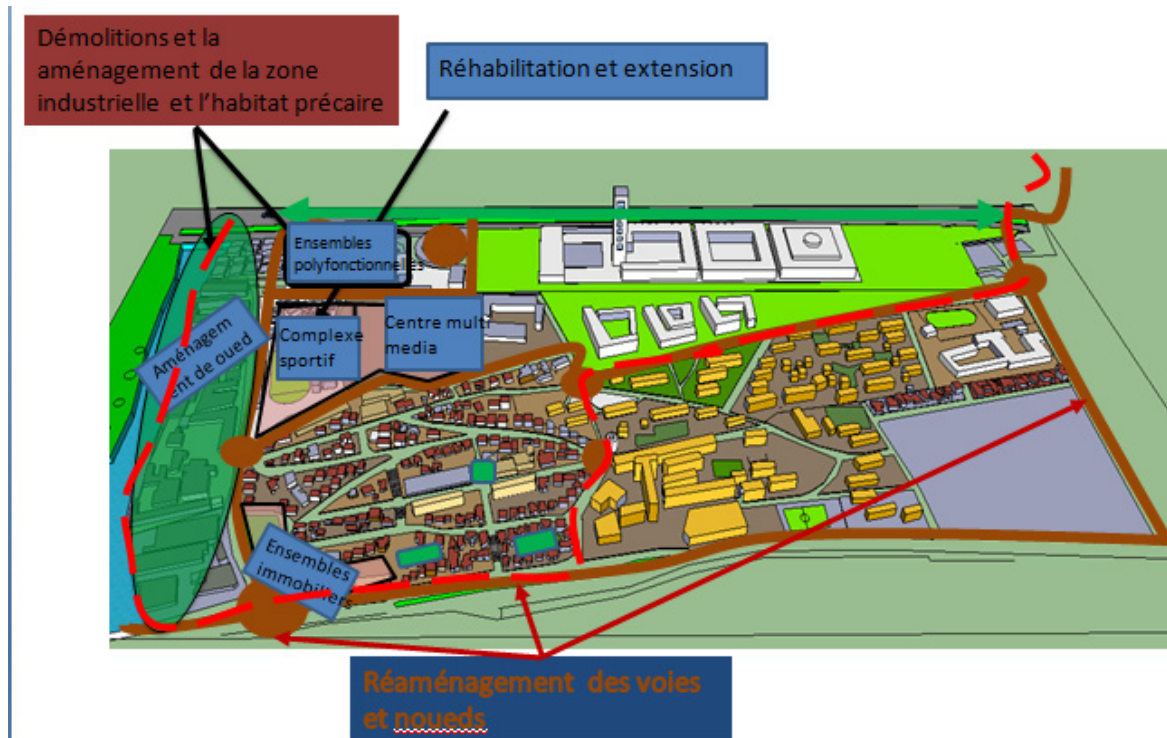 Démolitions et la
aménagement de la zone
industrielle et l’habitat précaire
Réhabilitation et extension
Ensembles
polyfonctionnelles
Complexe
sportif
Centre multi
media
Aménagem
ent de oued
Ensembles
immobiliers
Réaménagement des voies
et noueds